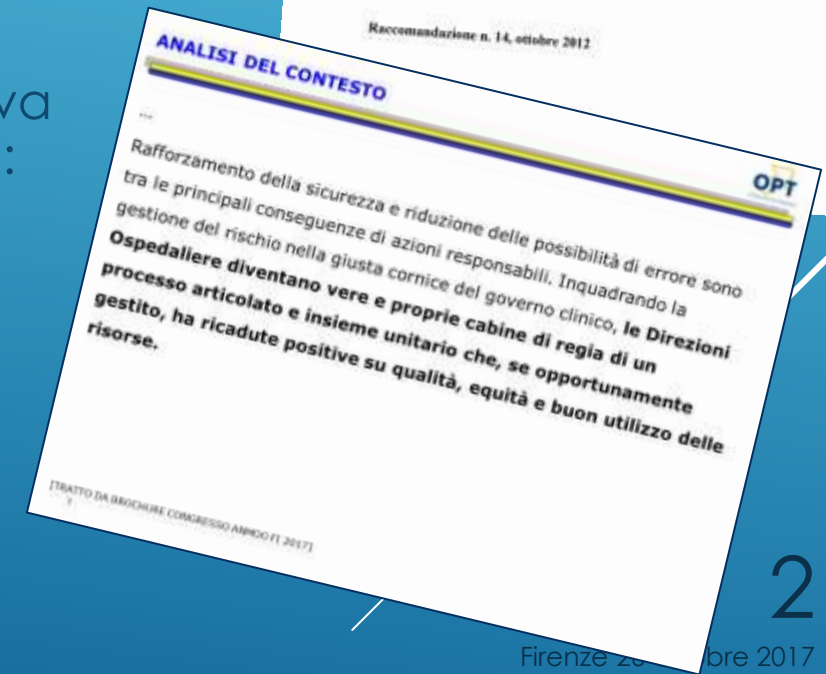 Raccomandazione n. 14, ottobre 2012
va
:
ANALISI DEL CONTESTO
OPT
...
Rafforzamento della sicurezza e riduzione delle possibilità di errore sono
tra le principali conseguenze di azioni responsabili. Inquadrando la
gestione del rischio nella giusta cornice del governo clinico, le Direzioni
Ospedaliere diventano vere e proprie cabine di regia di un
processo articolato e insieme unitario che, se opportunamente
gestito, ha ricadute positive su qualità, equità e buon utilizzo delle
risorse.
[TRATTO DA BROCHURE CONGRESSO ANMDO FI 2017]
2
Firenze bre 2017